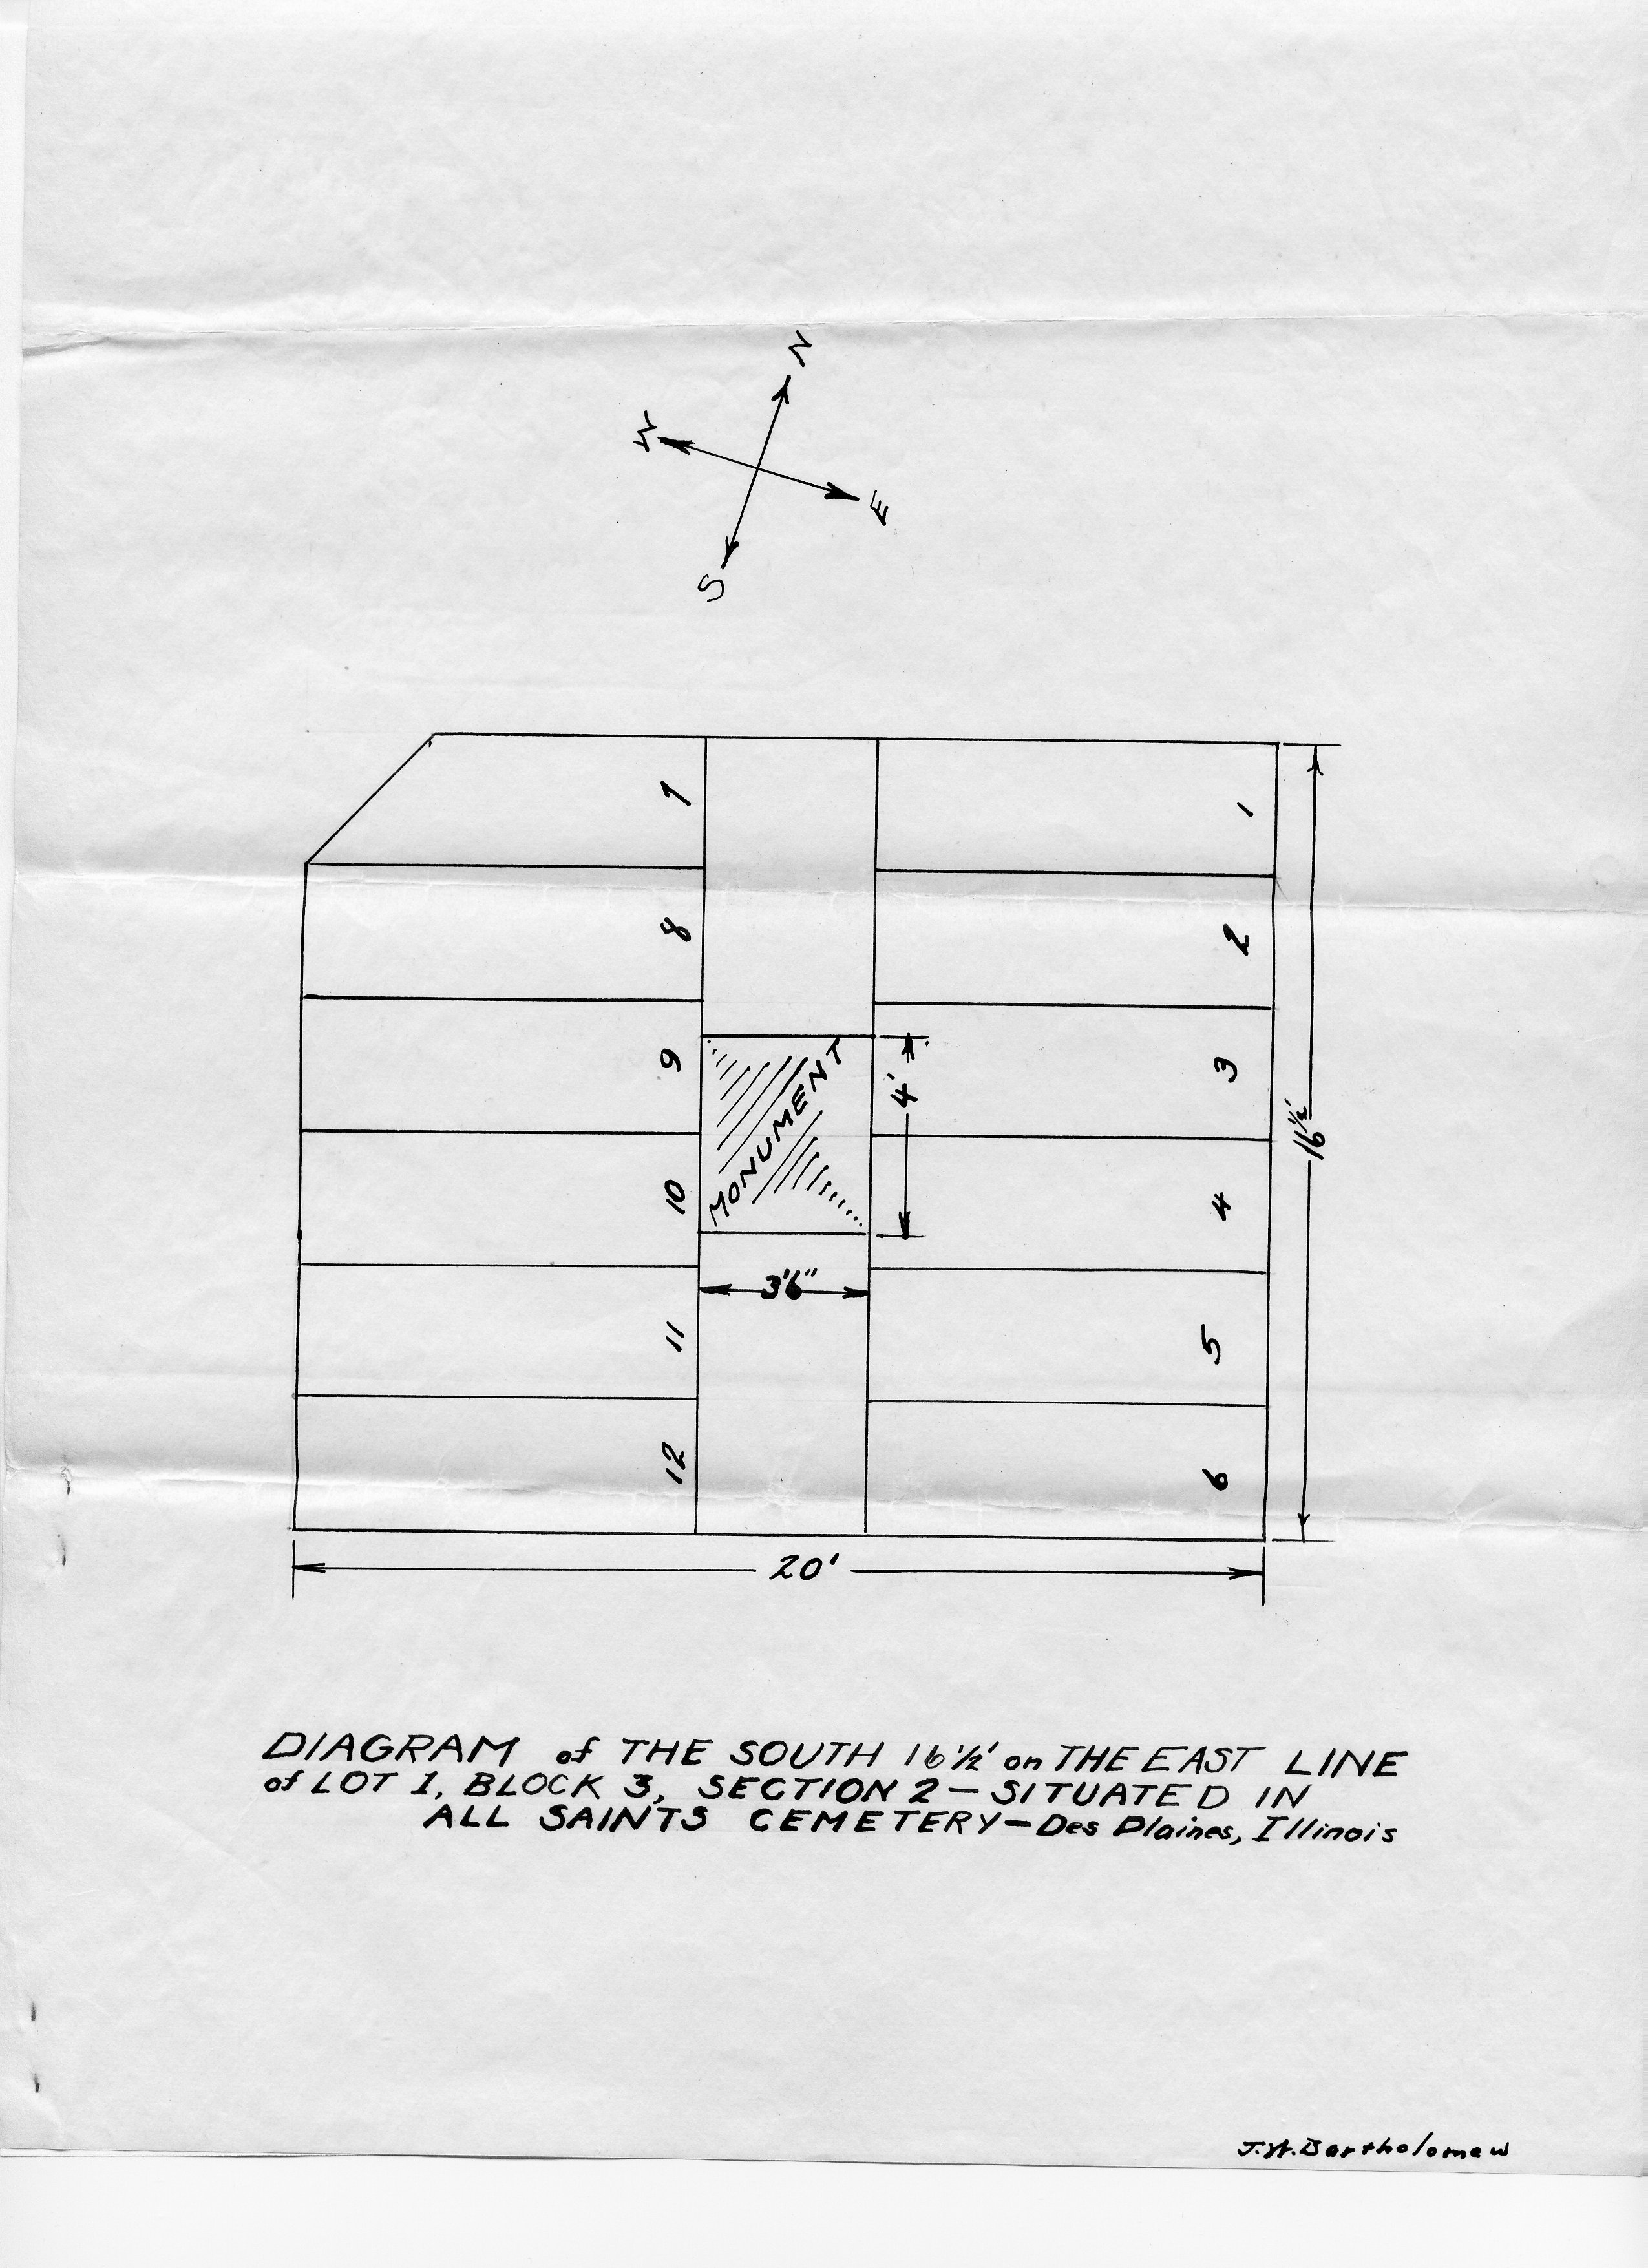 N
W
E
S
7
1
8
2
9
3
MONUMENT
4'
16½'
10
4
3'6"
11
5
12
6
20'
DIAGRAM of THE SOUTH 16½' on THE EAST LINE
of LOT 1, BLOCK 3, SECTION 2 — SITUATED IN
ALL SAINTS CEMETERY — Des Plaines, Illinois
J.W. Bartholomew